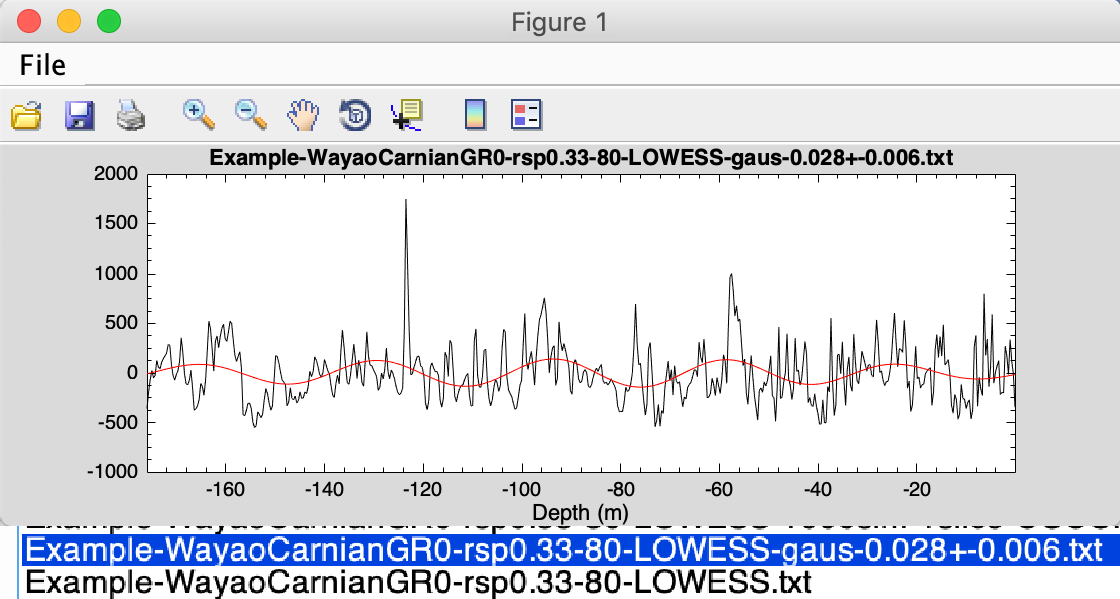 Figure 1
File
Example-WayaoCarnianGR0-rsp0.33-80-LOWESS-gaus-0.028+-0.006.txt
2000
1500
1000
500
0
-500
-1000
-160 -140 -120 -100 -80 -60 -40 -20
Depth (m)
Example-WayaoCarnianGR0-rsp0.33-80-LOWESS-gaus-0.028+-0.006.txt
Example-WayaoCarnianGR0-rsp0.33-80-LOWESS.txt